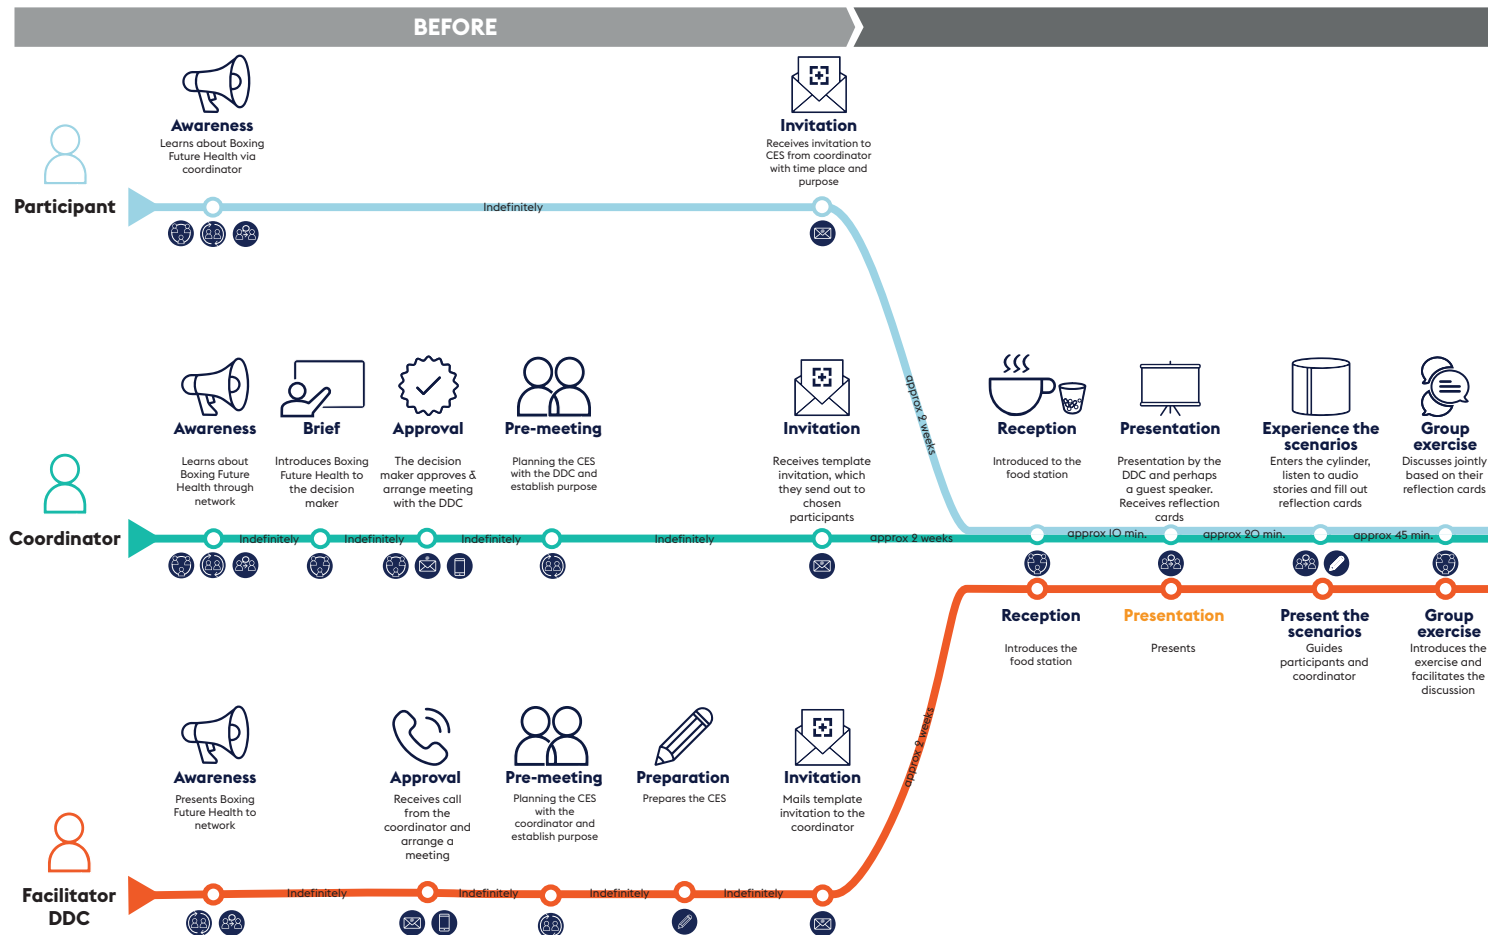 BEFORE
Awareness
Learns about Boxing
Future Health via
coordinator
Invitation
Receives invitation to
CES from coordinator
with time place and
purpose
Participant
Indefinitely
approx 2 weeks
Awareness
Learns about
Boxing Future
Health through
network
Brief
Introduces Boxing
Future Health to
the decision
maker
Approval
The decision
maker approves &
arrange meeting
with the DDC
Pre-meeting
Planning the CES
with the DDC and
establish purpose
Invitation
Receives template
invitation, which
they send out to
chosen
participants
Reception
Introduced to the
food station
Presentation
Presentation by the
DDC and perhaps
a guest speaker.
Receives reflection
cards
Experience the
scenarios
Enters the cylinder,
listen to audio
stories and fill out
reflection cards
Group
exercise
Discusses jointly
based on their
reflection cards
Coordinator
Indefinitely
Indefinitely
Indefinitely
Indefinitely
approx 2 weeks
approx 10 min.
approx 20 min.
approx 45 min.
Reception
Introduces the
food station
Presentation
Presents
Present the
scenarios
Guides
participants and
coordinator
Group
exercise
Introduces the
exercise and
facilitates the
discussion
approx 2 weeks
Awareness
Presents Boxing
Future Health to
network
Approval
Receives call
from the
coordinator and
arrange a
meeting
Pre-meeting
Planning the CES
with the
coordinator and
establish purpose
Preparation
Prepares the CES
Invitation
Mails template
invitation to the
coordinator
Facilitator
DDC
Indefinitely
Indefinitely
Indefinitely
Indefinitely